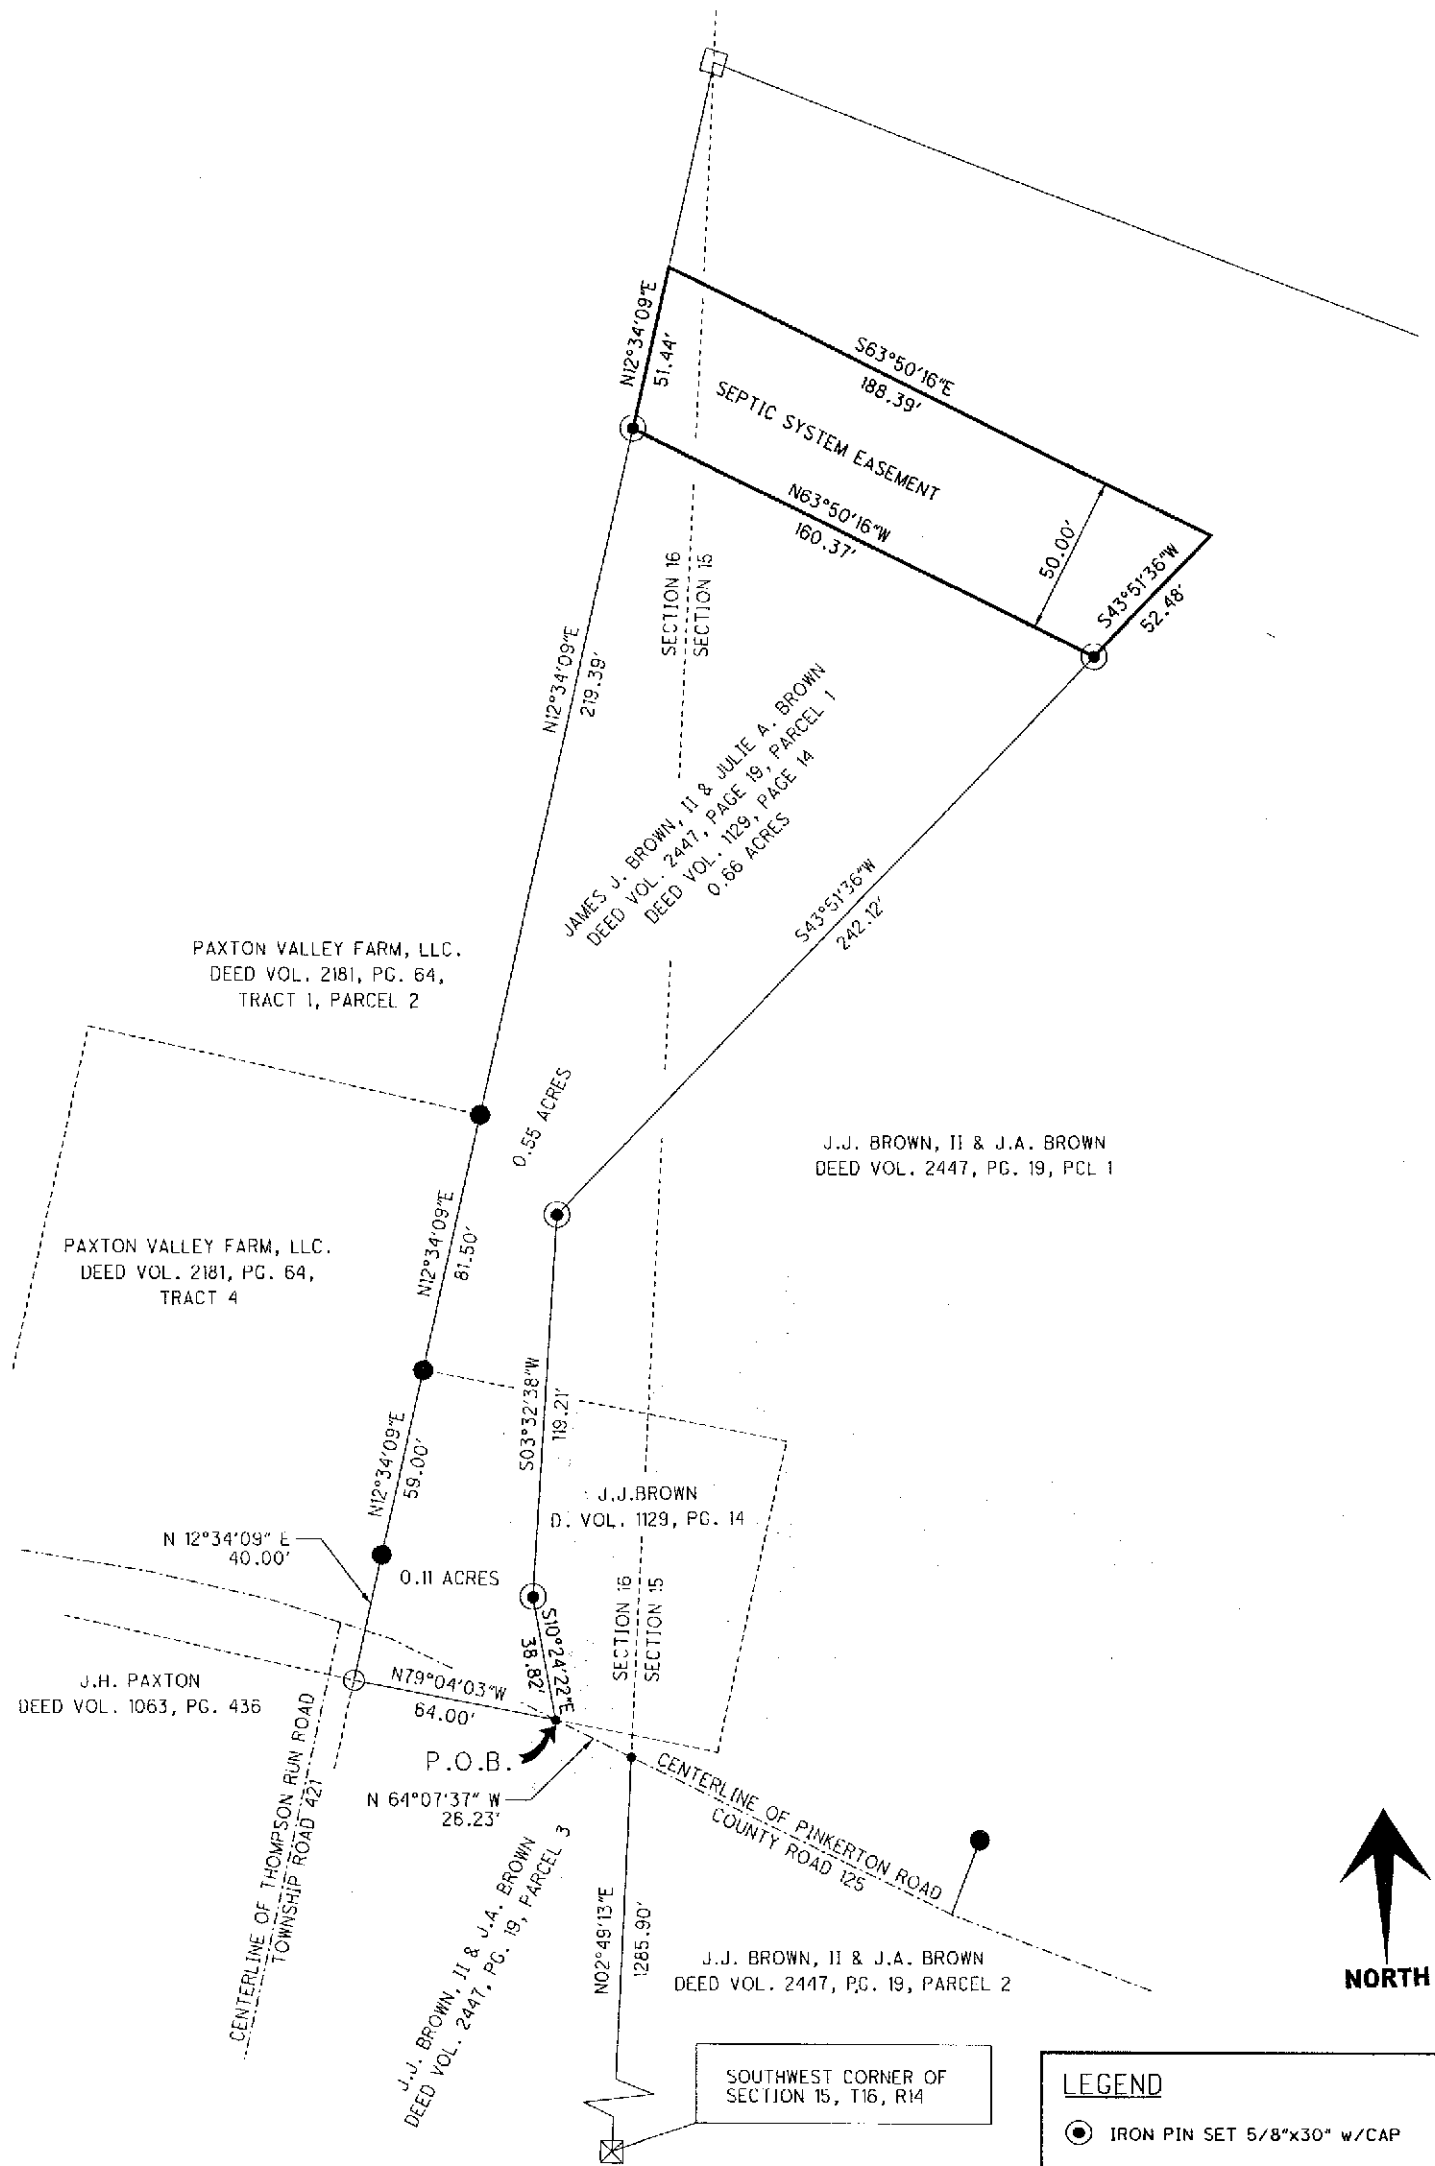 N12°34'09"E
51.44'
S63°50'16"E
188.39'
SEPTIC SYSTEM EASEMENT
N63°50'16"W
160.37'
50.00'
S43°51'36"W
52.48'
SECTION 16
SECTION 15
N12°34'09"E
219.39'
JAMES J. BROWN, II & JULIE A. BROWN
DEED VOL. 2447, PAGE 19, PARCEL 1
DEED VOL. 1129, PAGE 14
0.66 ACRES
S43°51'36"W
242.12'
PAXTON VALLEY FARM, LLC.
DEED VOL. 2181, PG. 64,
TRACT 1, PARCEL 2
0.55 ACRES
J.J. BROWN, II & J.A. BROWN
DEED VOL. 2447, PG. 19, PCL 1
N12°34'09"E
81.50'
PAXTON VALLEY FARM, LLC.
DEED VOL. 2181, PG. 64,
TRACT 4
S03°32'38"W
119.21'
N12°34'09"E
59.00'
J.J.BROWN
D. VOL. 1129, PG. 14
N 12°34'09" E
40.00'
0.11 ACRES
S10°24'22"E
38.82'
SECTION 16
SECTION 15
J.H. PAXTON
DEED VOL. 1063, PG. 436
N79°04'03"W
64.00'
P.O.B.
N 64°07'37" W
26.23'
CENTERLINE OF THOMPSON RUN ROAD
TOWNSHIP ROAD 421
CENTERLINE OF PINKERTON ROAD
COUNTY ROAD 125
J.J. BROWN, II & J.A. BROWN
DEED VOL. 2447, PG. 19, PARCEL 3
N02°49'13"E
1285.90'
J.J. BROWN, II & J.A. BROWN
DEED VOL. 2447, PG. 19, PARCEL 2
NORTH
SOUTHWEST CORNER OF
SECTION 15, T16, R14
LEGEND
IRON PIN SET 5/8"x30" w/CAP